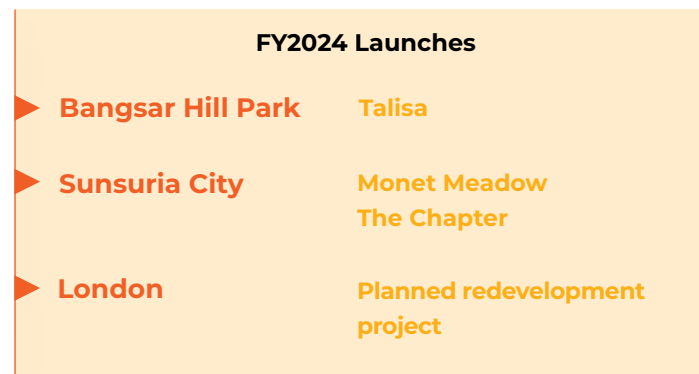 FY2024 Launches
Bangsar Hill Park Talisa
Sunsuria City Monet Meadow
The Chapter
London Planned redevelopment
project